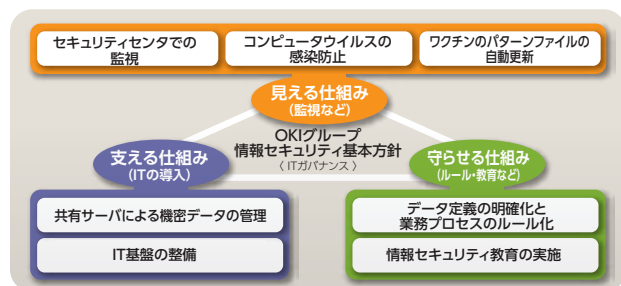 セキュリティセンタでの
監視
コンピュータウイルスの
感染防止
ワクチンのパターンファイルの
自動更新
見える仕組み
(監視など)
OKIグループ
情報セキュリティ基本方針
〈 ITガバナンス 〉
支える仕組み
(ITの導入)
守らせる仕組み
(ルール・教育など)
共有サーバによる機密データの管理
IT基盤の整備
データ定義の明確化と
業務プロセスのルール化
情報セキュリティ教育の実施